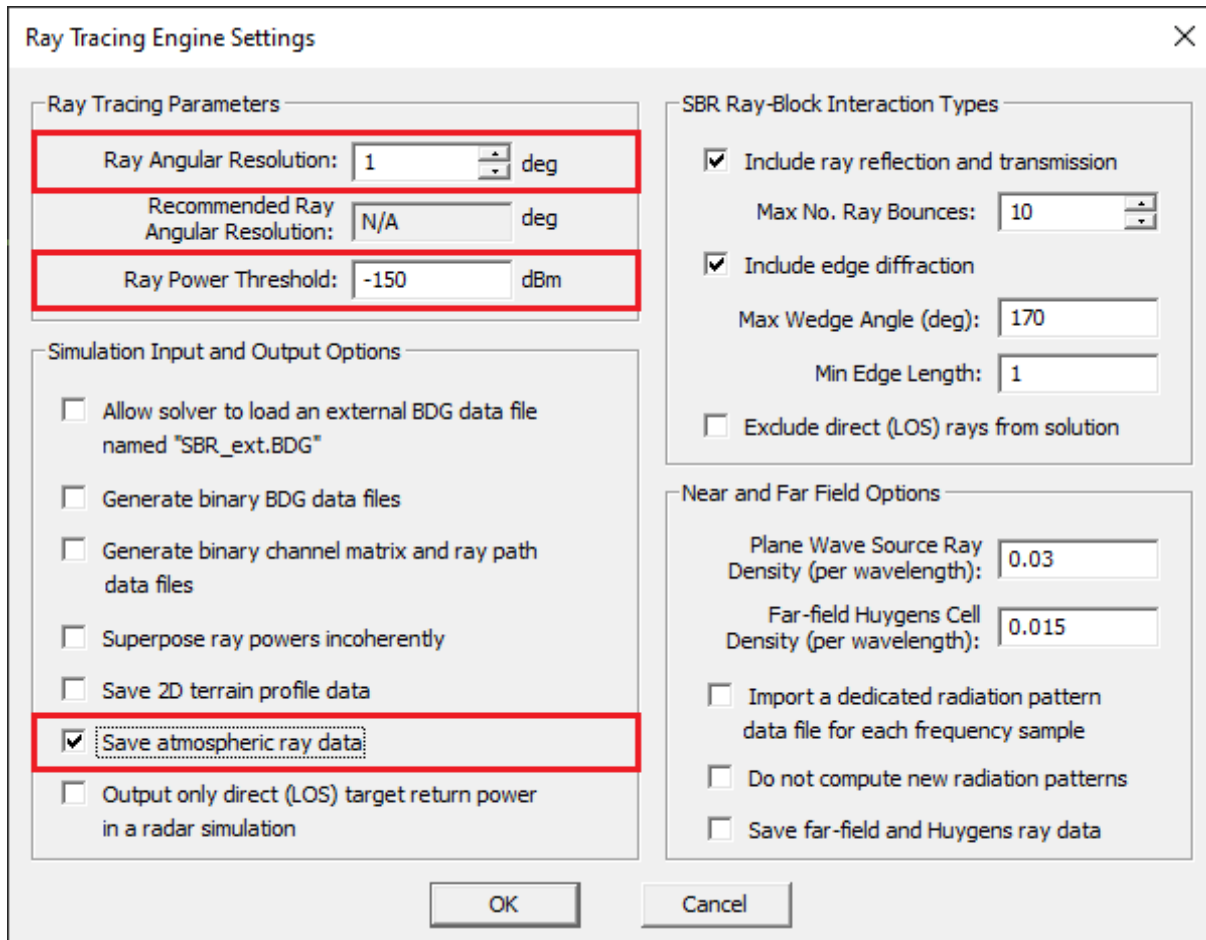 Ray Tracing Engine Settings
Ray Tracing Parameters
Ray Angular Resolution: 1 deg
Recommended Ray
Angular Resolution: N/A deg
Ray Power Threshold: -150 dBm
Simulation Input and Output Options
Allow solver to load an external BDG data file
named "SBR_ext.BDG"
Generate binary BDG data files
Generate binary channel matrix and ray path
data files
Superpose ray powers incoherently
Save 2D terrain profile data
Save atmospheric ray data
Output only direct (LOS) target return power
in a radar simulation
SBR Ray-Block Interaction Types
Include ray reflection and transmission
Max No. Ray Bounces: 10
Include edge diffraction
Max Wedge Angle (deg): 170
Min Edge Length: 1
Exclude direct (LOS) rays from solution
Near and Far Field Options
Plane Wave Source Ray
Density (per wavelength): 0.03
Far-field Huygens Cell
Density (per wavelength): 0.015
Import a dedicated radiation pattern
data file for each frequency sample
Do not compute new radiation patterns
Save far-field and Huygens ray data
OK
Cancel